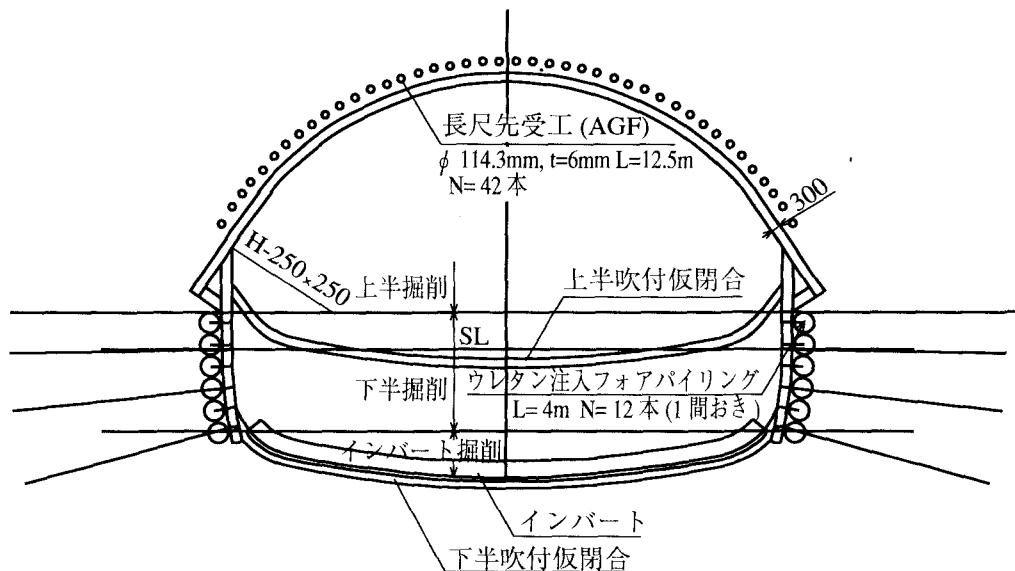 長尺先受工 (AGF)
φ 114.3mm, t=6mm L=12.5m
N= 42 本
300
H-250×250
上半掘削
上半吹付仮閉合
SL
下半掘削
ウレタン注入フォアパイリング
L= 4m N= 12 本 (1 間おき)
インバート掘削
インバート
下半吹付仮閉合